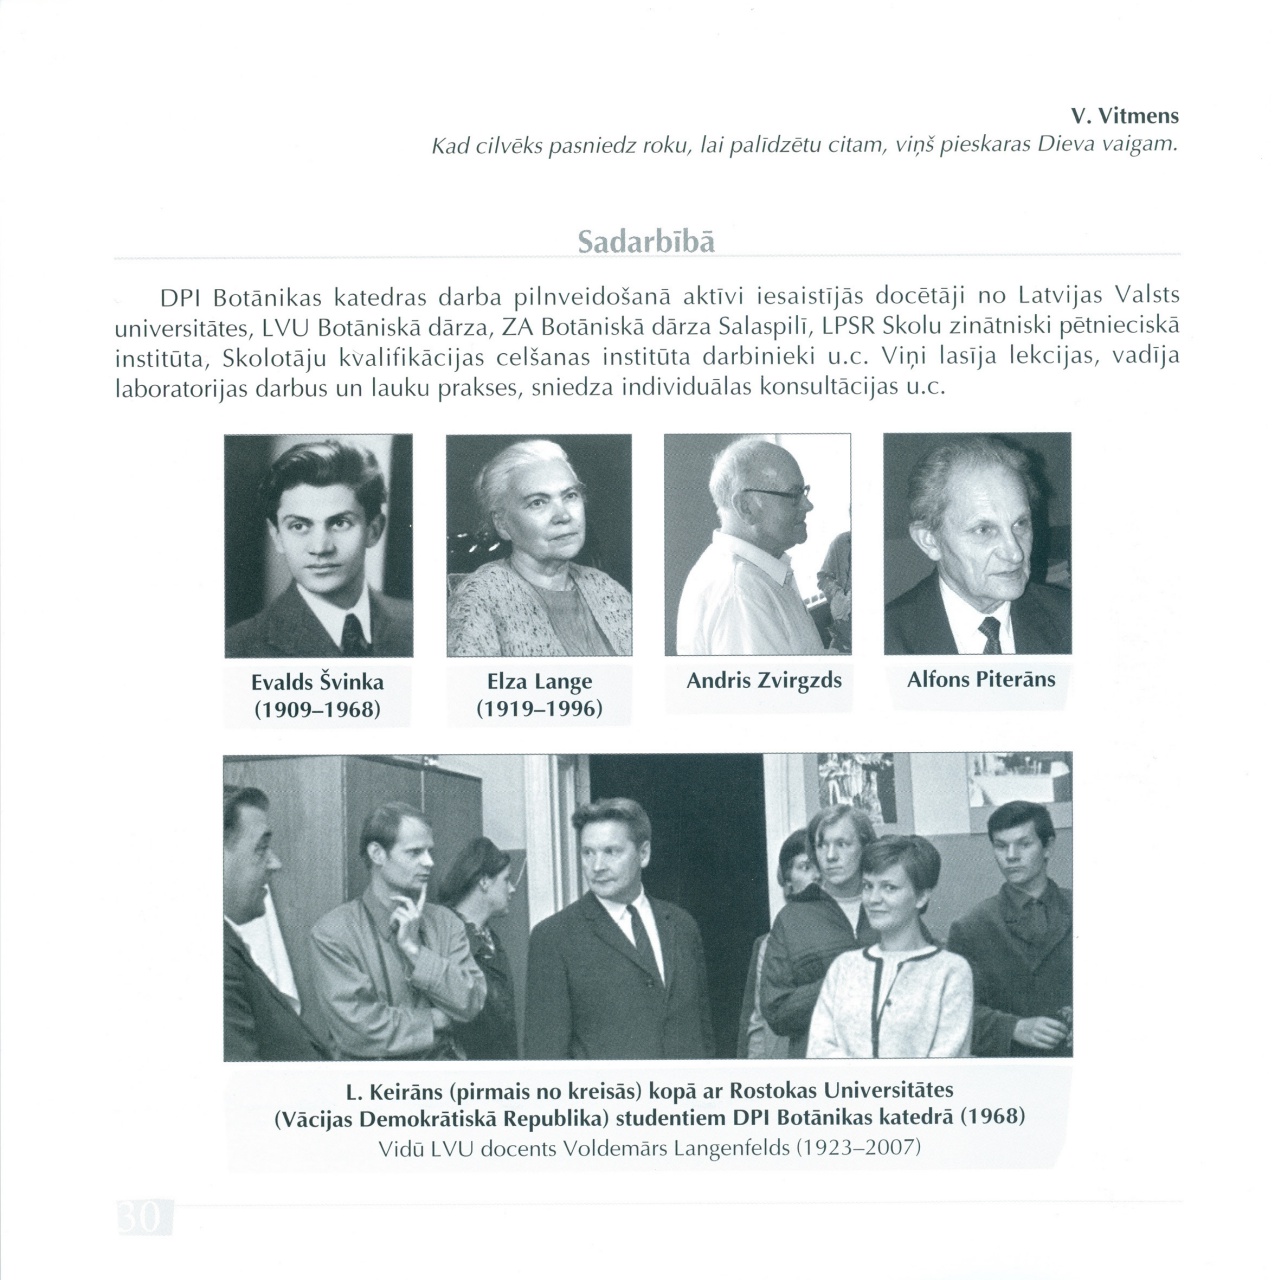 V. Vitmens
Kad cilvēks pasniedz roku, lai palīdzētu citam, viņš pieskaras Dieva vaigam.
Sadarbībā
DPI Botānikas katedras darba pilnveidošanā aktīvi iesaistījās docētāji no Latvijas Valsts
universitātes, LVU Botāniskā dārza, ZA Botāniskā dārza Salaspilī, LPSR Skolu zinātniski pētnieciskā
institūta, Skolotāju kvalifikācijas celšanas institūta darbinieki u.c. Viņi lasīja lekcijas, vadīja
laboratorijas darbus un lauku prakses, sniedza individuālas konsultācijas u.c.
Evalds Švinka
(1909–1968)
Elza Lange
(1919–1996)
Andris Zvirgzds
Alfons Piterāns
L. Keirāns (pirmais no kreisās) kopā ar Rostokas Universitātes
(Vācijas Demokrātiskā Republika) studentiem DPI Botānikas katedrā (1968)
Vidū LVU docents Voldemārs Langenfelds (1923–2007)
30